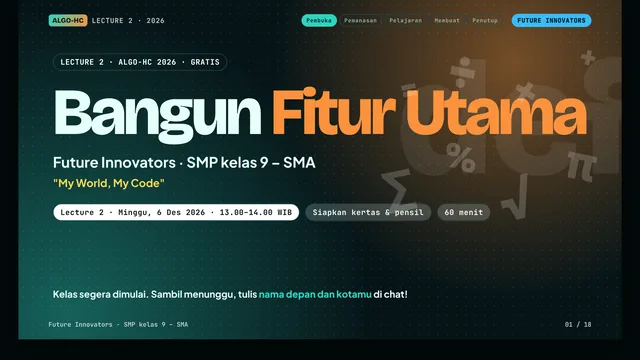 ALGO-HC LECTURE 2 · 2026
Pembuka Pemanasan Pelajaran Membuat Penutup FUTURE INNOVATORS
LECTURE 2 · ALGO-HC 2026 · GRATIS
Bangun Fitur Utama
Future Innovators · SMP kelas 9 – SMA
"My World, My Code"
Lecture 2 · Minggu, 6 Des 2026 · 13.00–14.00 WIB Siapkan kertas & pensil 60 menit
Kelas segera dimulai. Sambil menunggu, tulis nama depan dan kotamu di chat!
Future Innovators · SMP kelas 9 – SMA 01 / 18